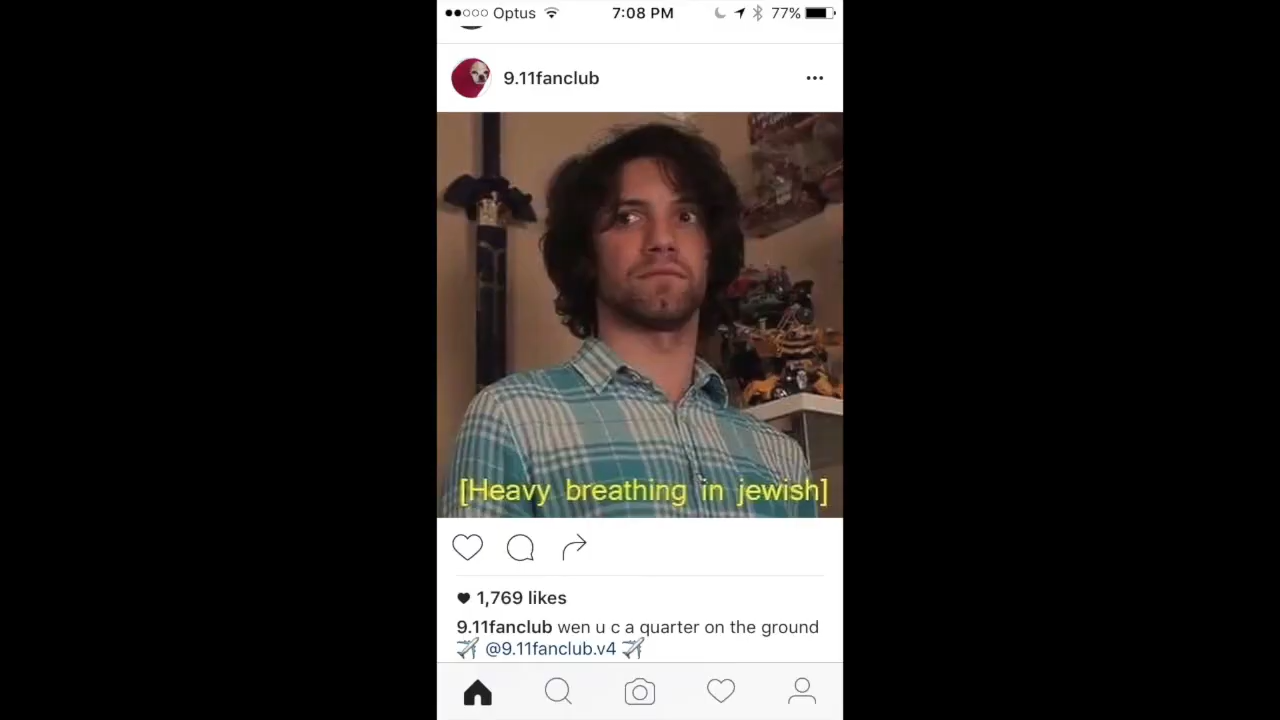 Optus 7:08 PM 77%
9.11fanclub
[Heavy breathing in jewish]
1,769 likes
9.11fanclub wen u c a quarter on the ground
✈️ @9.11fanclub.v4 ✈️